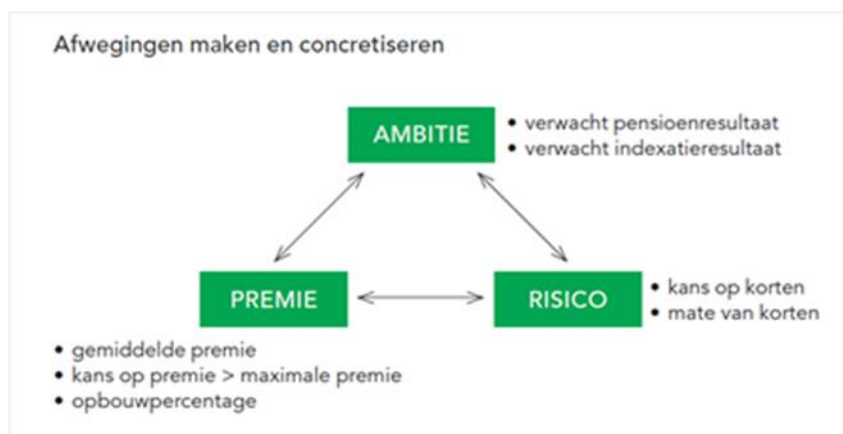 Afwegingen maken en concretiseren
AMBITIE
• verwacht pensioenresultaat
• verwacht indexatieresultaat
PREMIE
RISICO
• kans op korten
• mate van korten
• gemiddelde premie
• kans op premie > maximale premie
• opbouwpercentage